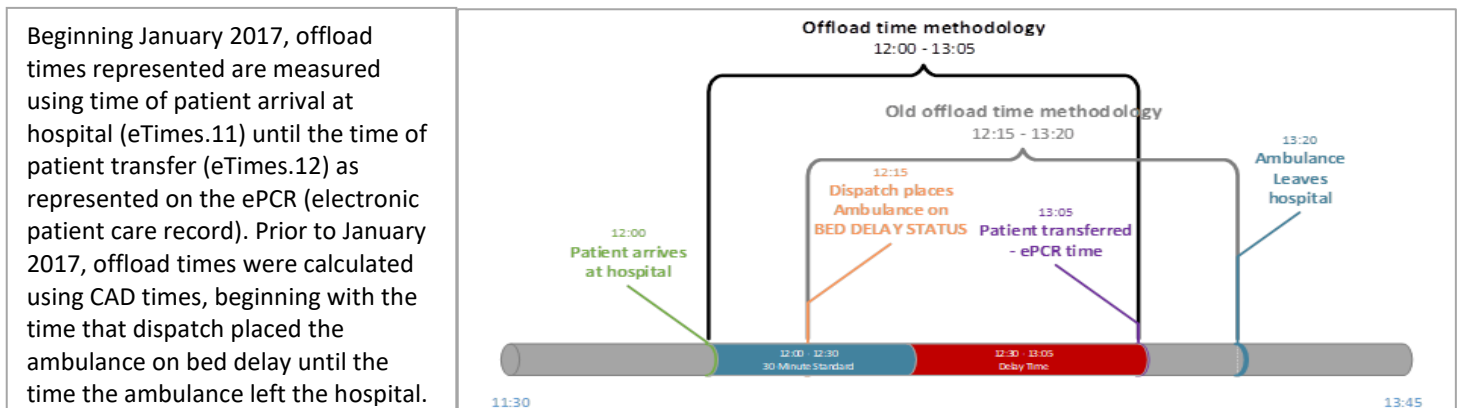 Beginning January 2017, offload
times represented are measured
using time of patient arrival at
hospital (eTimes.11) until the time of
patient transfer (eTimes.12) as
represented on the ePCR (electronic
patient care record). Prior to January
2017, offload times were calculated
using CAD times, beginning with the
time that dispatch placed the
ambulance on bed delay until the
time the ambulance left the hospital.
Offload time methodology
12:00 - 13:05
Old offload time methodology
12:15 - 13:20
13:20
Ambulance
Leaves
hospital
12:15
Dispatch places
Ambulance on
BED DELAY STATUS
13:05
Patient transferred
- ePCR time
12:00
Patient arrives
at hospital
12:00 - 12:30
30 Minute Standard
12:30 - 13:05
Delay Time
11:30
13:45